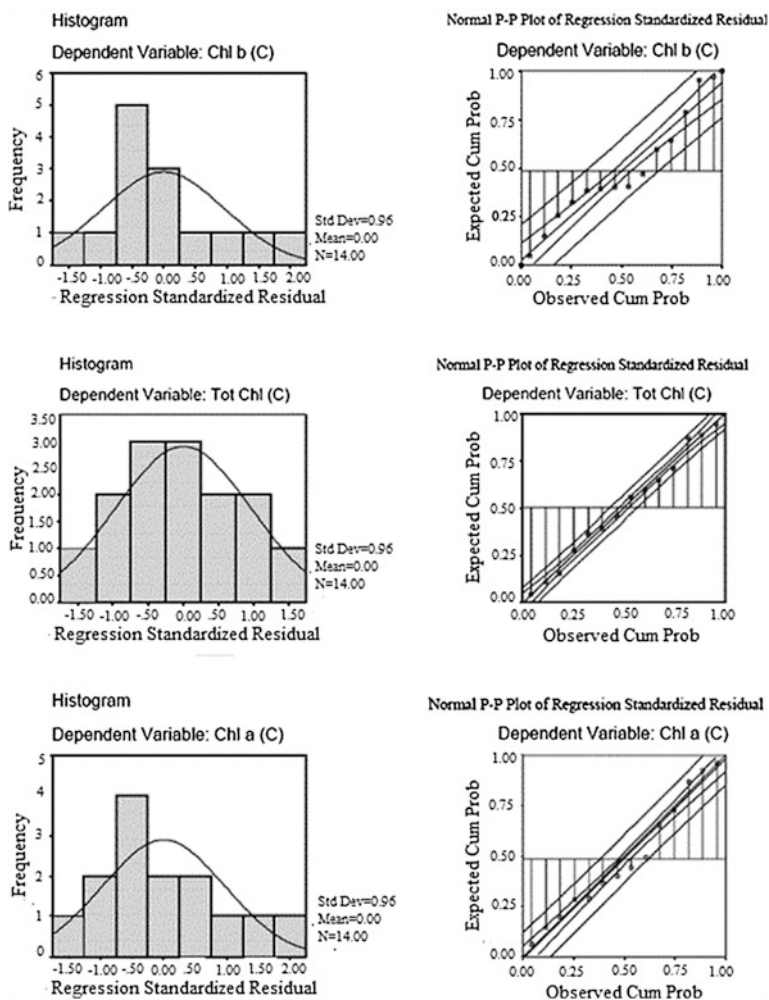 Histogram
Dependent Variable: Chl b (C)
6
5
4
3
2
1
0
Frequency
-1.50 -1.00 -.50 0.00 .50 1.00 1.50 2.00
Regression Standardized Residual
Std Dev=0.96
Mean=0.00
N=14.00
Normal P-P Plot of Regression Standardized Residual
Dependent Variable: Chl b (C)
1.00
0.75
0.50
0.25
0.00
Expected Cum Prob
0.00 0.25 0.50 0.75 1.00
Observed Cum Prob
Histogram
Dependent Variable: Tot Chl (C)
3.50
3.00
2.50
2.00
1.50
1.00
0.50
0.00
Frequency
-1.50 -1.00 -.50 0.00 .50 1.00 1.50
Regression Standardized Residual
Std Dev=0.96
Mean=0.00
N=14.00
Normal P-P Plot of Regression Standardized Residual
Dependent Variable: Tot Chl (C)
1.00
0.75
0.50
0.25
0.00
Expected Cum Prob
0.00 0.25 0.50 0.75 1.00
Observed Cum Prob
Histogram
Dependent Variable: Chl a (C)
5
4
3
2
1
0
Frequency
-1.50 -1.00 -.50 0.00 .50 1.00 1.50 2.00
Regression Standardized Residual
Std Dev=0.96
Mean=0.00
N=14.00
Normal P-P Plot of Regression Standardized Residual
Dependent Variable: Chl a (C)
1.00
0.75
0.50
0.25
0.00
Expected Cum Prob
0.00 0.25 0.50 0.75 1.00
Observed Cum Prob